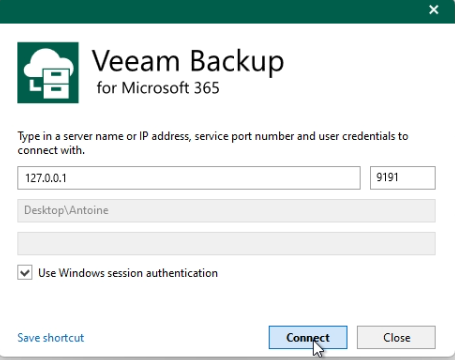 Veeam Backup
for Microsoft 365
Type in a server name or IP address, service port number and user credentials to
connect with.
127.0.0.1
9191
Desktop\Antoine
Use Windows session authentication
Save shortcut
Connect
Close